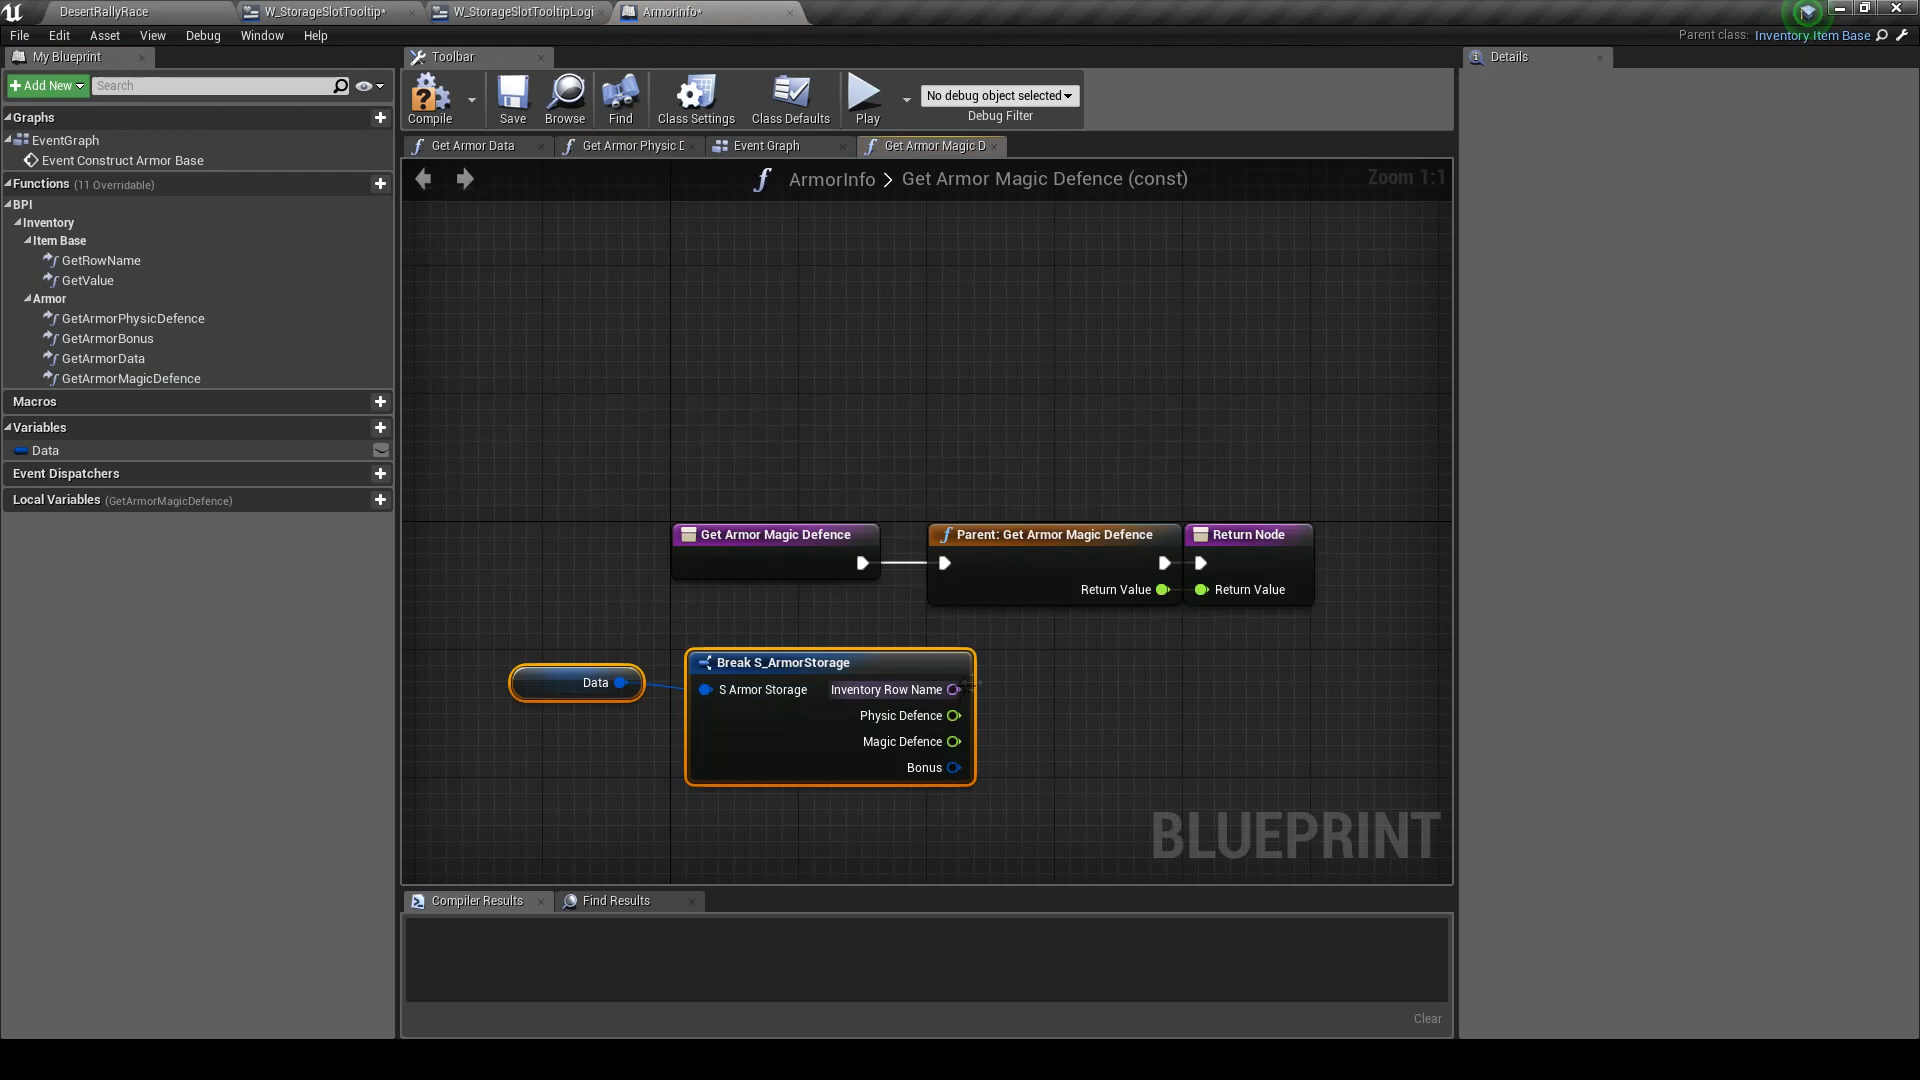 DesertRallyRace
W_StorageSlotTooltip*
W_StorageSlotTooltipLogi
ArmorInfo*
File
Edit
Asset
View
Debug
Window
Help
Parent class:
Inventory Item Base
My Blueprint
Toolbar
Details
Add New
Search
Compile
Save
Browse
Find
Class Settings
Class Defaults
Play
No debug object selected
Debug Filter
Graphs
EventGraph
Event Construct Armor Base
Functions (11 Overridable)
BPI
Inventory
Item Base
GetRowName
GetValue
Armor
GetArmorPhysicDefence
GetArmorBonus
GetArmorData
GetArmorMagicDefence
Macros
Variables
Data
Event Dispatchers
Local Variables (GetArmorMagicDefence)
Get Armor Data
Get Armor Physic D
Event Graph
Get Armor Magic D
ArmorInfo > Get Armor Magic Defence (const)
Zoom 1:1
Get Armor Magic Defence
Parent: Get Armor Magic Defence
Return Node
Return Value
Return Value
Data
Break S_ArmorStorage
S Armor Storage
Inventory Row Name
Physic Defence
Magic Defence
Bonus
BLUEPRINT
Compiler Results
Find Results
Clear